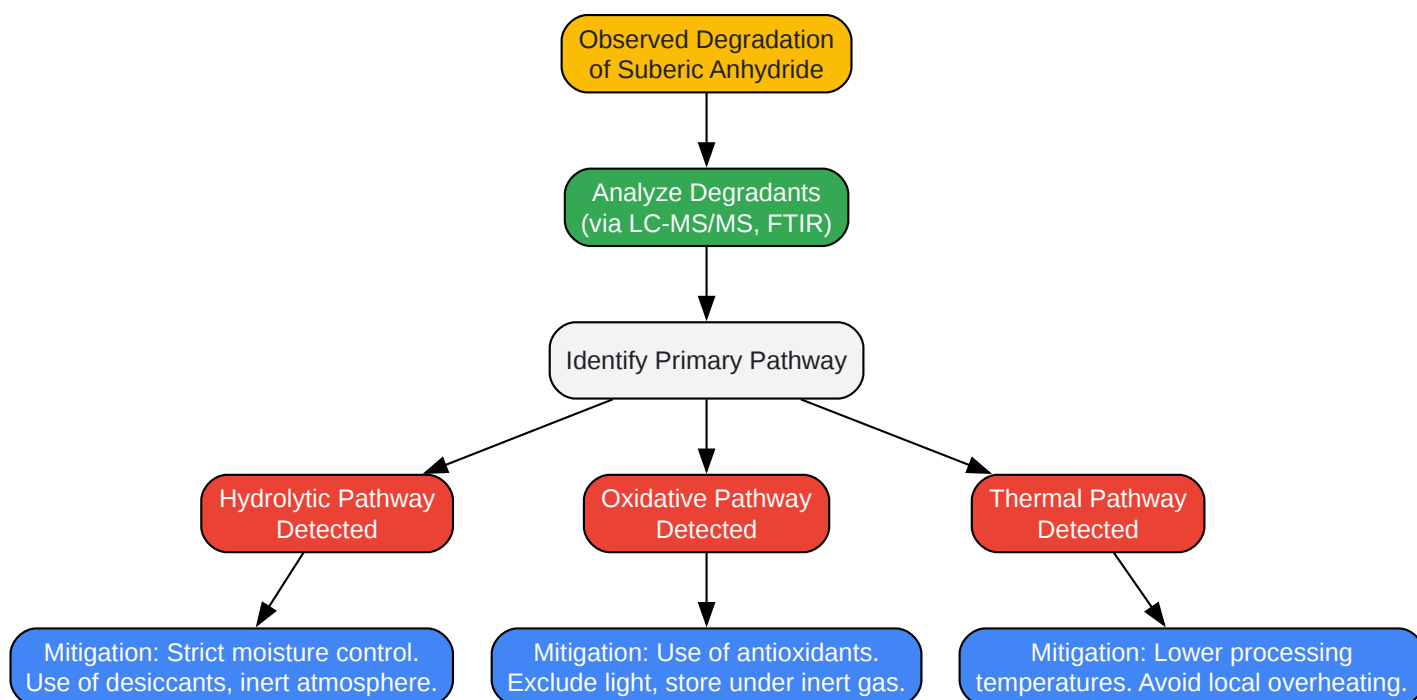 Observed Degradation
of Suberic Anhydride
Analyze Degradants
(via LC-MS/MS, FTIR)
Identify Primary Pathway
Hydrolytic Pathway
Detected
Oxidative Pathway
Detected
Thermal Pathway
Detected
Mitigation: Strict moisture control.
Use of desiccants, inert atmosphere.
Mitigation: Use of antioxidants.
Exclude light, store under inert gas.
Mitigation: Lower processing
temperatures. Avoid local overheating.